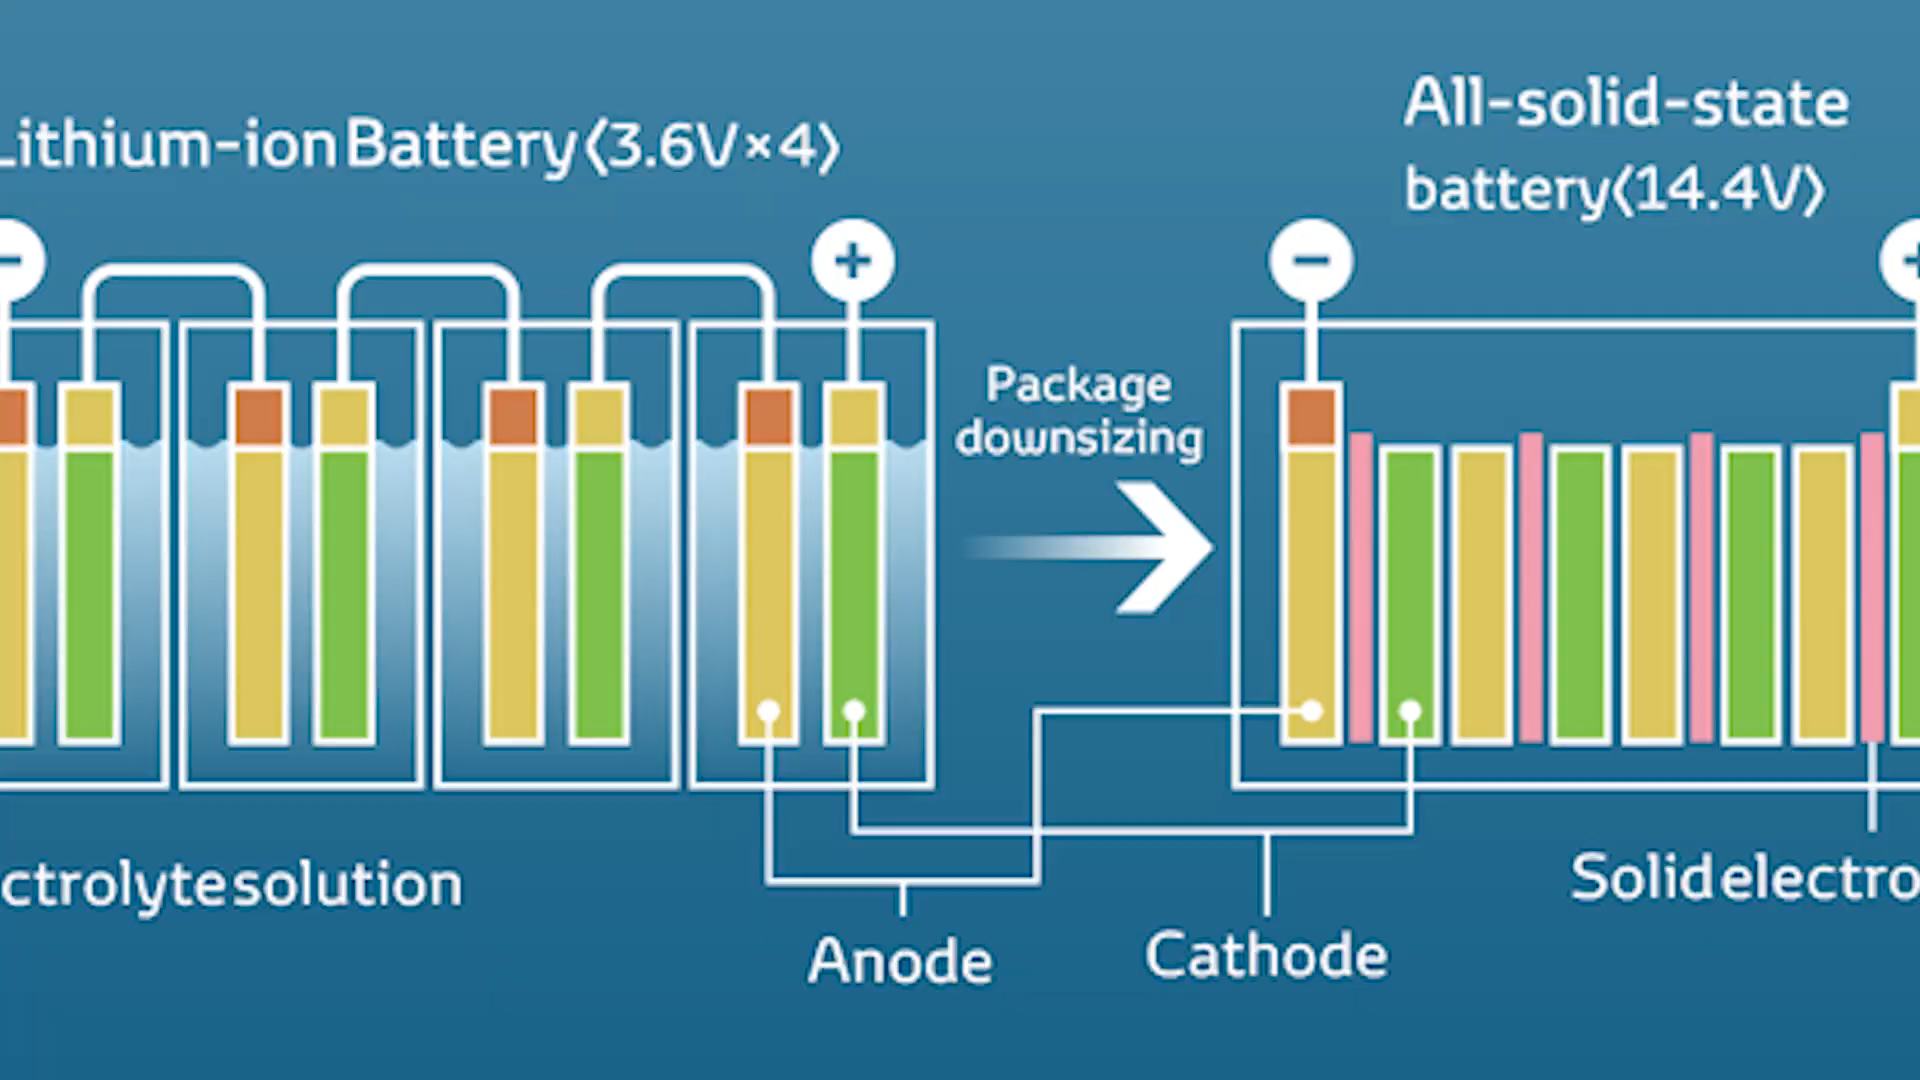 Lithium-ion Battery〈3.6V×4〉
All-solid-state
battery〈14.4V〉
− + − +
Package
downsizing
ctrolyte solution
Solid electro
Anode
Cathode